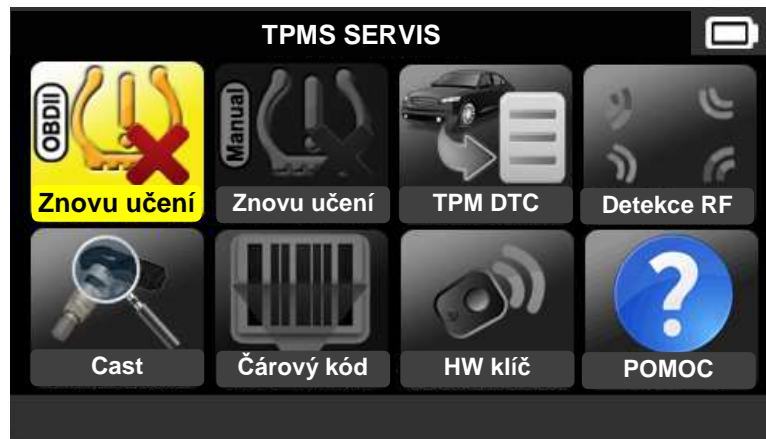 TPMS SERVIS
OBDII
Znovu učení
Manual
Znovu učení
TPM DTC
Detekce RF
Cast
Čárový kód
HW klíč
?
POMOC